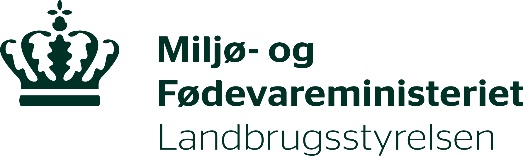 Miljø- og
Fødevareministeriet
Landbrugsstyrelsen